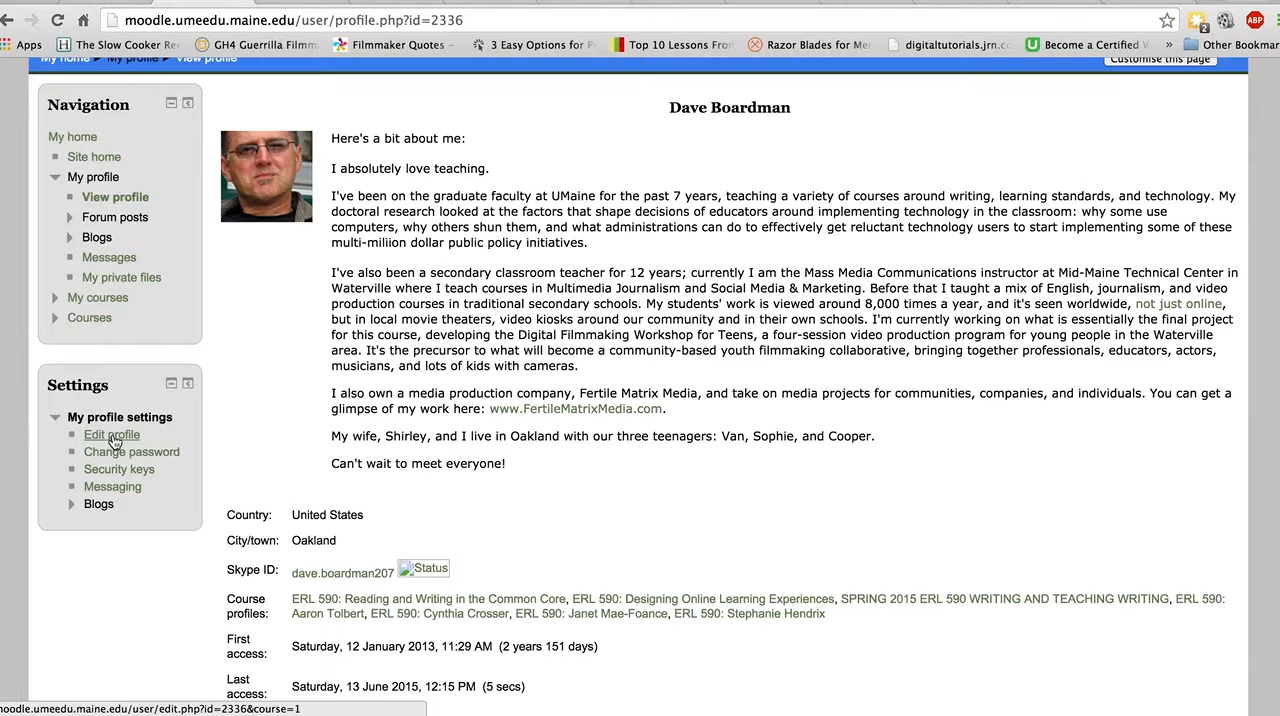 moodle.umeedu.maine.edu/user/profile.php?id=2336
2
ABP
Apps
The Slow Cooker Re
GH4 Guerrilla Filmm
Filmmaker Quotes -
3 Easy Options for F
Top 10 Lessons From
Razor Blades for Me
digitaltutorials.jrn.co
Become a Certified V
»
Other Bookmar
My home ► My profile ► View profile
Customise this page
Navigation
My home
Site home
My profile
View profile
Forum posts
Blogs
Messages
My private files
My courses
Courses
Settings
My profile settings
Edit profile
Change password
Security keys
Messaging
Blogs
Dave Boardman
Here's a bit about me:
I absolutely love teaching.
I've been on the graduate faculty at UMaine for the past 7 years, teaching a variety of courses around writing, learning standards, and technology. My
doctoral research looked at the factors that shape decisions of educators around implementing technology in the classroom: why some use
computers, why others shun them, and what administrations can do to effectively get reluctant technology users to start implementing some of these
multi-miliion dollar public policy initiatives.
I've also been a secondary classroom teacher for 12 years; currently I am the Mass Media Communications instructor at Mid-Maine Technical Center in
Waterville where I teach courses in Multimedia Journalism and Social Media & Marketing. Before that I taught a mix of English, journalism, and video
production courses in traditional secondary schools. My students' work is viewed around 8,000 times a year, and it's seen worldwide, not just online,
but in local movie theaters, video kiosks around our community and in their own schools. I'm currently working on what is essentially the final project
for this course, developing the Digital Filmmaking Workshop for Teens, a four-session video production program for young people in the Waterville
area. It's the precursor to what will become a community-based youth filmmaking collaborative, bringing together professionals, educators, actors,
musicians, and lots of kids with cameras.
I also own a media production company, Fertile Matrix Media, and take on media projects for communities, companies, and individuals. You can get a
glimpse of my work here: www.FertileMatrixMedia.com.
My wife, Shirley, and I live in Oakland with our three teenagers: Van, Sophie, and Cooper.
Can't wait to meet everyone!
Country: United States
City/town: Oakland
Skype ID: dave.boardman207 Status
Course profiles: ERL 590: Reading and Writing in the Common Core, ERL 590: Designing Online Learning Experiences, SPRING 2015 ERL 590 WRITING AND TEACHING WRITING, ERL 590:
Aaron Tolbert, ERL 590: Cynthia Crosser, ERL 590: Janet Mae-Foance, ERL 590: Stephanie Hendrix
First access: Saturday, 12 January 2013, 11:29 AM (2 years 151 days)
Last access: Saturday, 13 June 2015, 12:15 PM (5 secs)
moodle.umeedu.maine.edu/user/edit.php?id=2336&course=1